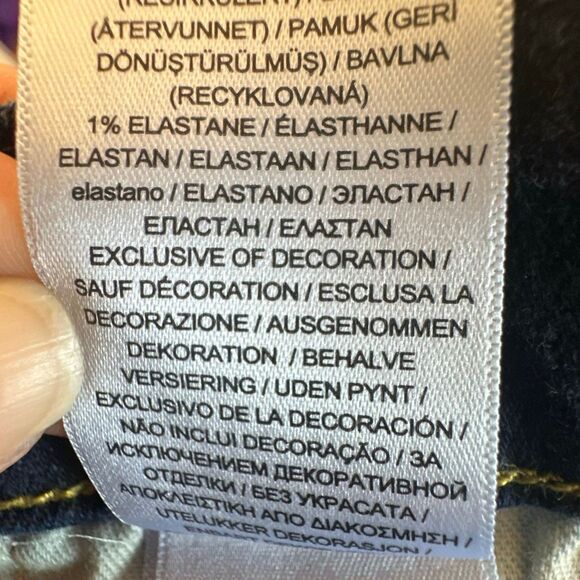 (ÅTERVUNNET) / PAMUK (GERİ
DÖNÜŞTÜRÜLMÜŞ) / BAVLNA
(RECYKLOVANÁ)
1% ELASTANE / ÉLASTHANNE /
ELASTAN / ELASTAAN / ELASTHAN /
elastano / ELASTANO / ЭЛАСТАН /
ЕЛАСТАН / ΕΛΑΣΤΑΝ
EXCLUSIVE OF DECORATION /
SAUF DÉCORATION / ESCLUSA LA
DECORAZIONE / AUSGENOMMEN
DEKORATION / BEHALVE
VERSIERING / UDEN PYNT /
EXCLUSIVO DE LA DECORACIÓN /
NÃO INCLUI DECORAÇÃO / ЗА
ИСКЛЮЧЕНИЕМ ДЕКОРАТИВНОЙ
ОТДЕЛКИ / БЕЗ УКРАСАТА /
ΑΠΟΚΛΕΙΣΤΙΚΗ ΑΠΟ ΔΙΑΚΟΣΜΗΣΗ /
UTELUKKER DEKORASJON /